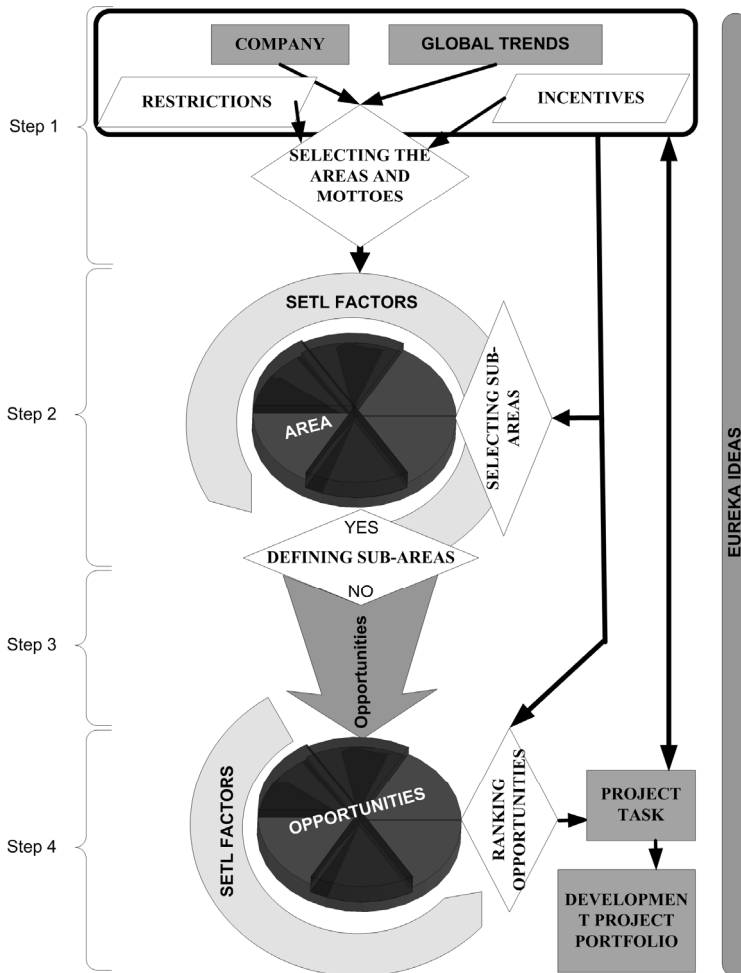 COMPANY
GLOBAL TRENDS
RESTRICTIONS
INCENTIVES
Step 1
SELECTING THE
AREAS AND
MOTTOES
SETL FACTORS
SELECTING SUB-
AREAS
Step 2
AREA
YES
DEFINING SUB-AREAS
NO
Step 3
Opportunities
SETL FACTORS
OPPORTUNITIES
RANKING
OPPORTUNITIES
PROJECT
TASK
Step 4
DEVELOPMEN
T PROJECT
PORTFOLIO
EUREKA IDEAS